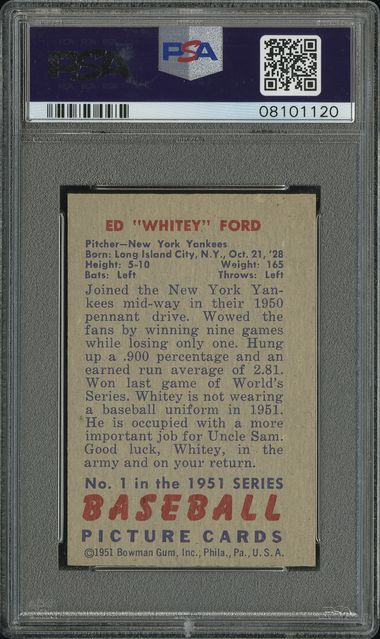 PSA
PSA
08101120
ED "WHITEY" FORD
Pitcher—New York Yankees
Born: Long Island City, N.Y., Oct. 21, '28
Height: 5-10 Weight: 165
Bats: Left Throws: Left
Joined the New York Yan-
kees mid-way in their 1950
pennant drive. Wowed the
fans by winning nine games
while losing only one. Hung
up a .900 percentage and an
earned run average of 2.81.
Won last game of World's
Series. Whitey is not wearing
a baseball uniform in 1951.
He is occupied with a more
important job for Uncle Sam.
Good luck, Whitey, in the
army and on your return.
No. 1 in the 1951 SERIES
BASEBALL
PICTURE CARDS
©1951 Bowman Gum, Inc., Phila., Pa., U.S.A.